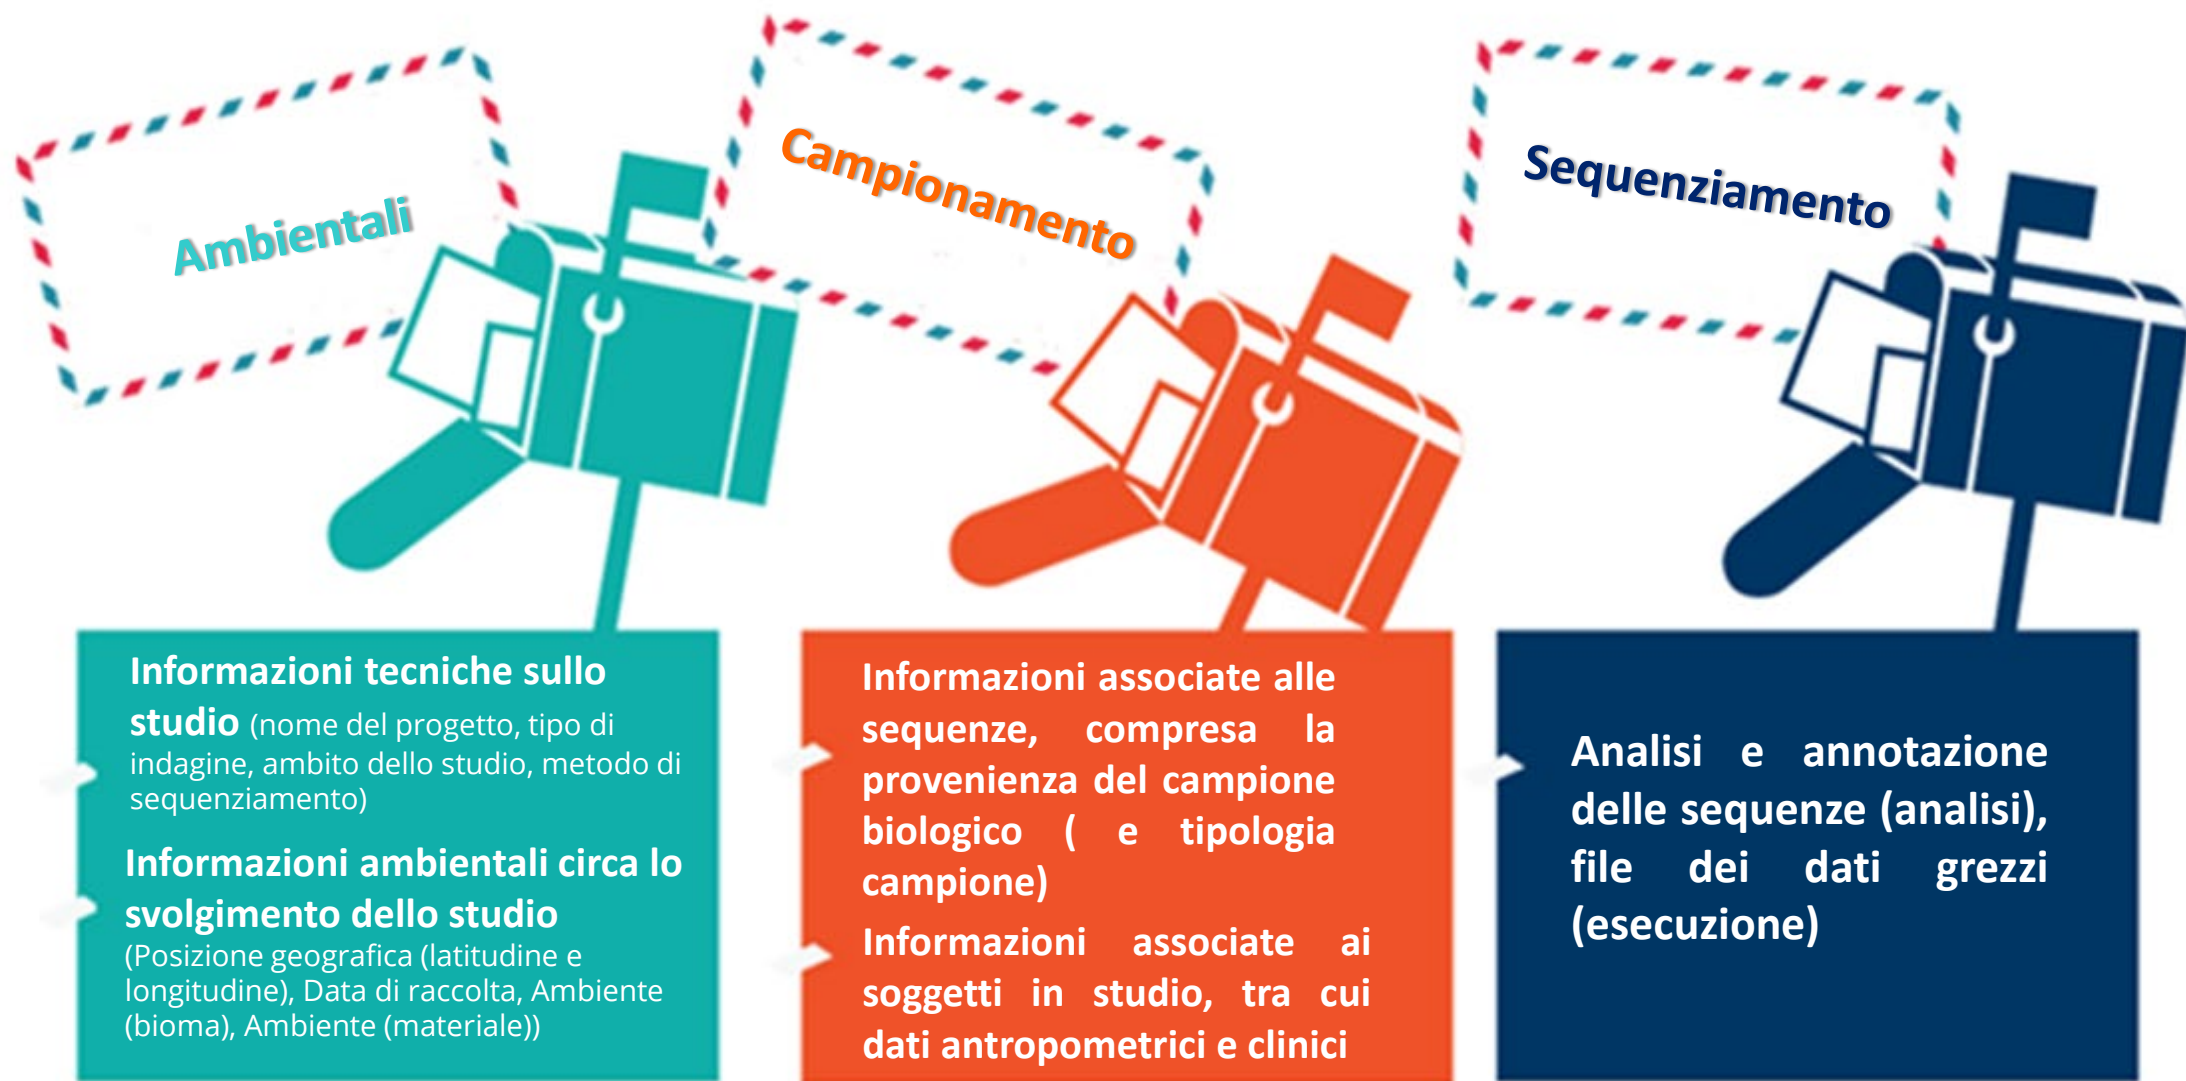 Ambientali
Campionamento
Sequenziamento
Informazioni tecniche sullo
studio (nome del progetto, tipo di
indagine, ambito dello studio, metodo di
sequenziamento)
Informazioni ambientali circa lo
svolgimento dello studio
(Posizione geografica (latitudine e
longitudine), Data di raccolta, Ambiente
(bioma), Ambiente (materiale))
Informazioni associate alle
sequenze, compresa la
provenienza del campione
biologico ( e tipologia
campione)
Informazioni associate ai
soggetti in studio, tra cui
dati antropometrici e clinici
Analisi e annotazione
delle sequenze (analisi),
file dei dati grezzi
(esecuzione)